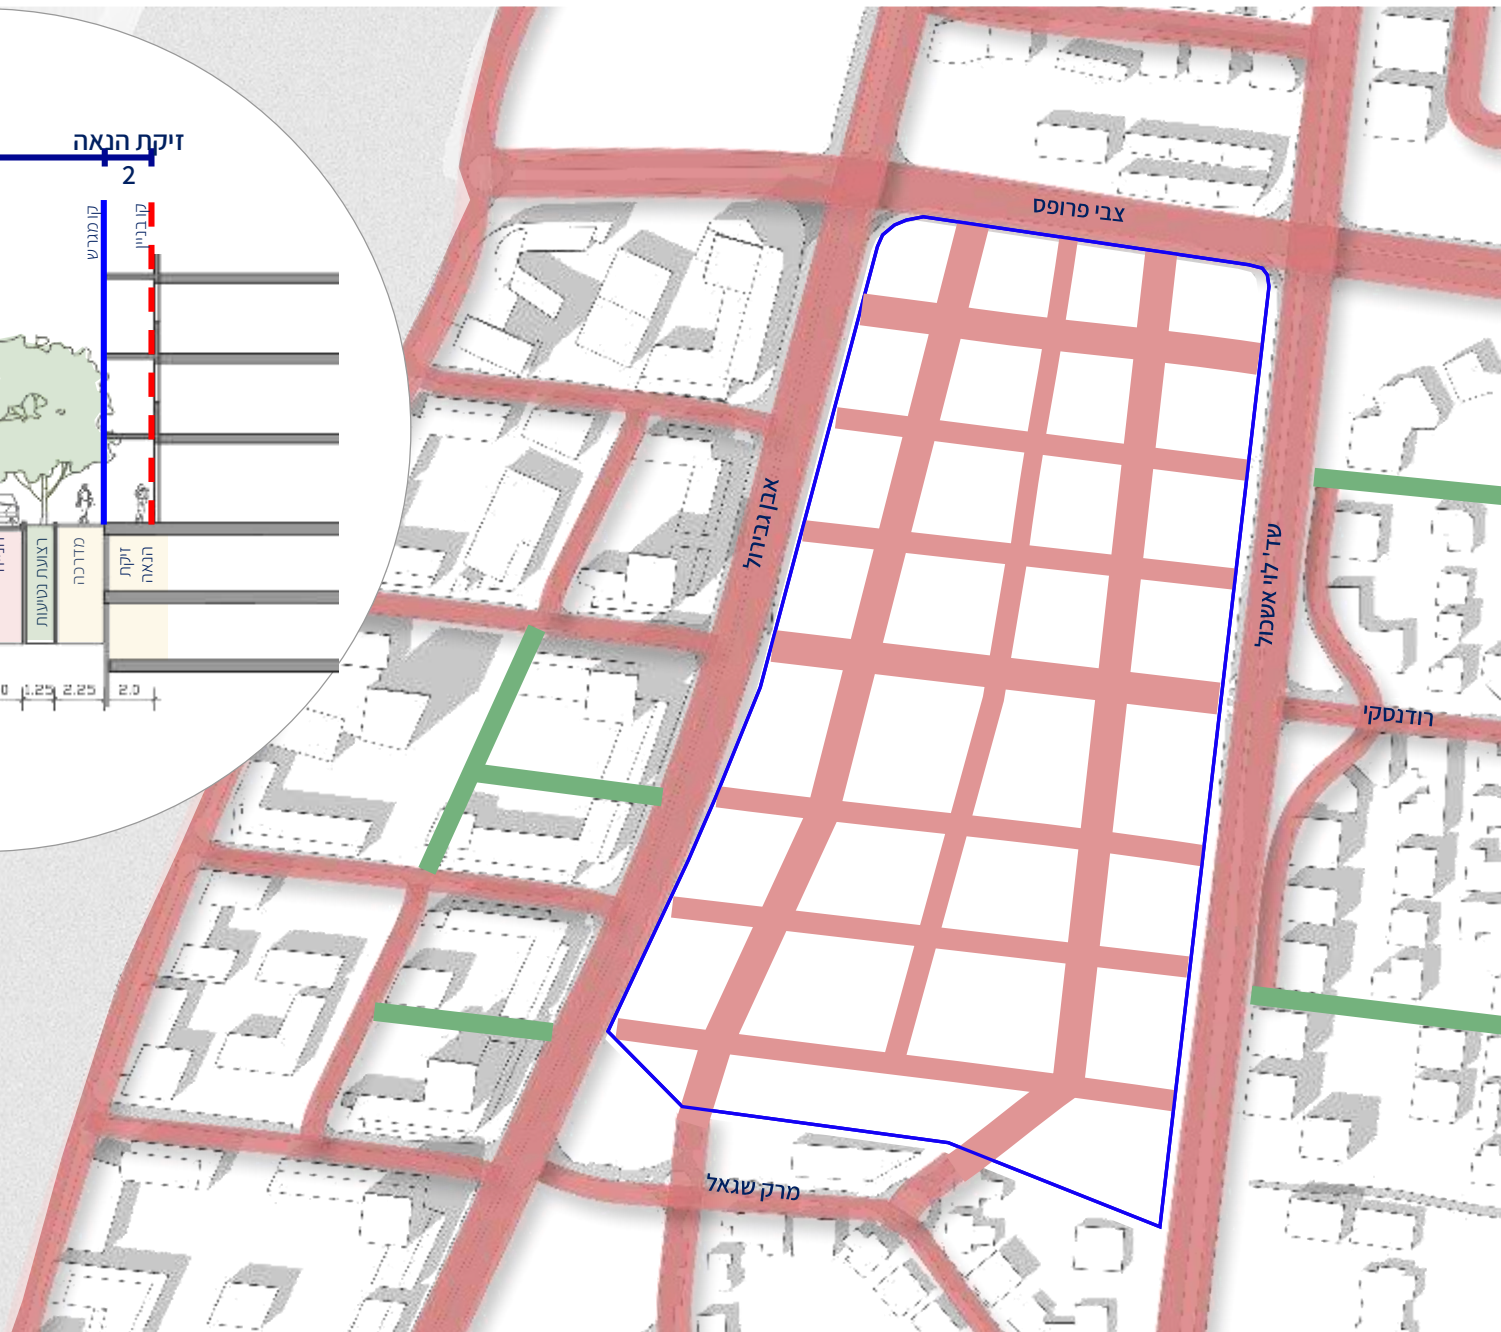 זיקת הנאה
2
קו מגרש
קו בניין
רצועת נטיעות
מדרכה
זיקת
הנאה
0
1.25
2.25
2.0
צבי פרופס
אבן גבירול
שד' לוי אשכול
רודנסקי
מרק שגאל